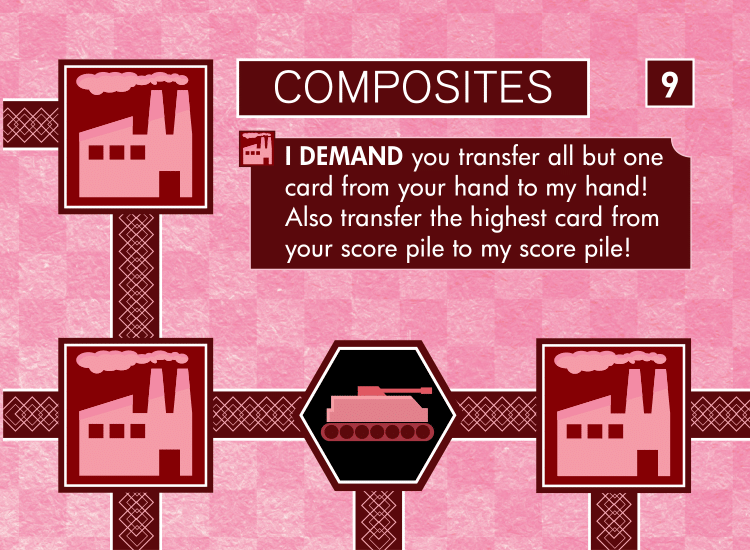 COMPOSITES
9
I DEMAND you transfer all but one
card from your hand to my hand!
Also transfer the highest card from
your score pile to my score pile!